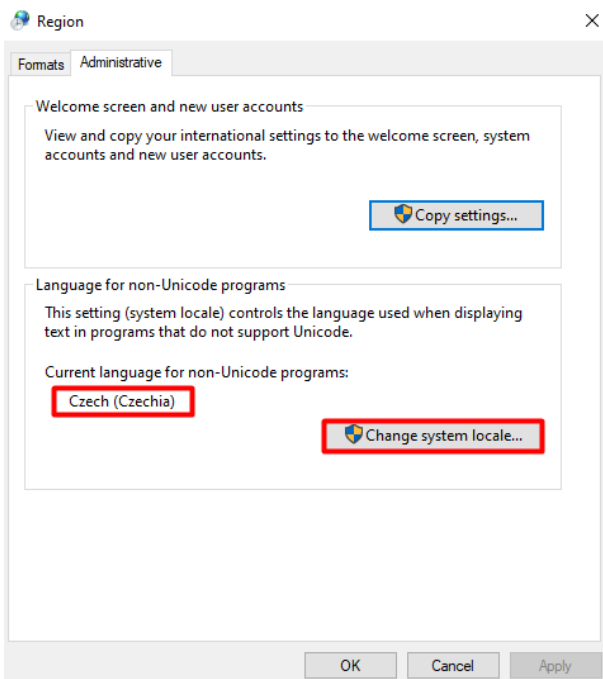 Region
Formats
Administrative
Welcome screen and new user accounts
View and copy your international settings to the welcome screen, system
accounts and new user accounts.
Copy settings...
Language for non-Unicode programs
This setting (system locale) controls the language used when displaying
text in programs that do not support Unicode.
Current language for non-Unicode programs:
Czech (Czechia)
Change system locale...
OK
Cancel
Apply